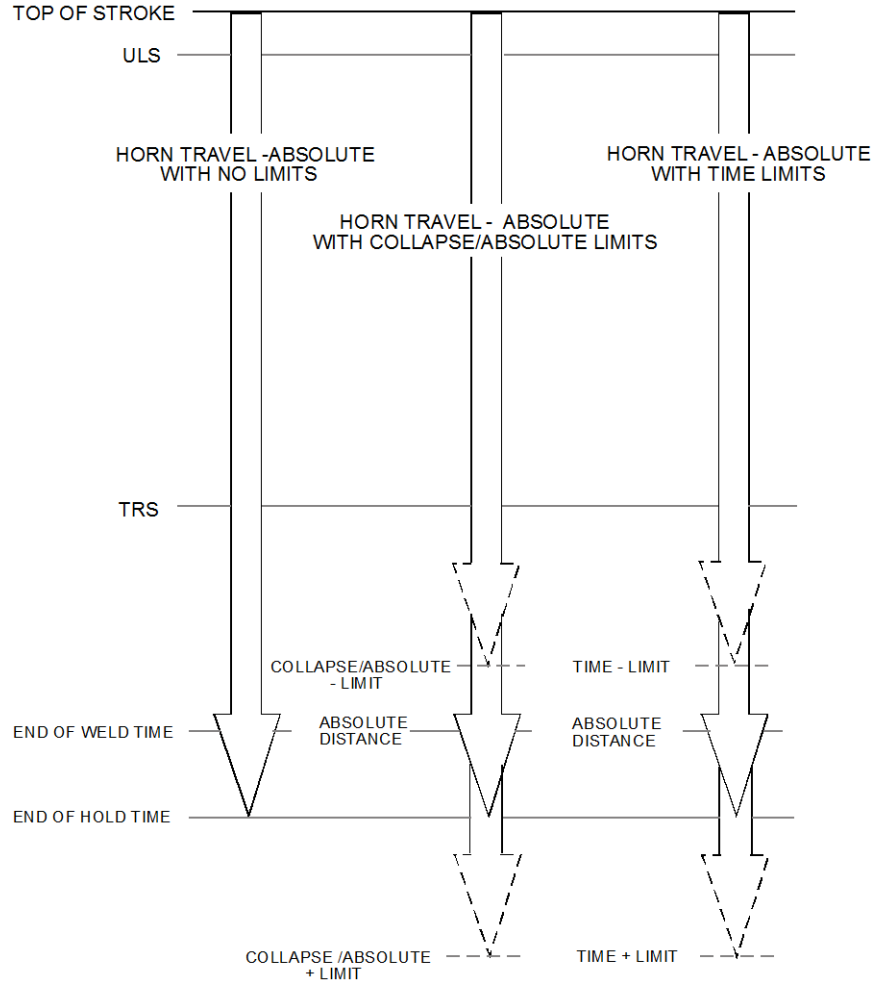 TOP OF STROKE
ULS
HORN TRAVEL -ABSOLUTE
WITH NO LIMITS
HORN TRAVEL - ABSOLUTE
WITH TIME LIMITS
HORN TRAVEL - ABSOLUTE
WITH COLLAPSE/ABSOLUTE LIMITS
TRS
COLLAPSE/ABSOLUTE
- LIMIT
TIME - LIMIT
END OF WELD TIME
ABSOLUTE
DISTANCE
ABSOLUTE
DISTANCE
END OF HOLD TIME
COLLAPSE /ABSOLUTE
+ LIMIT
TIME + LIMIT